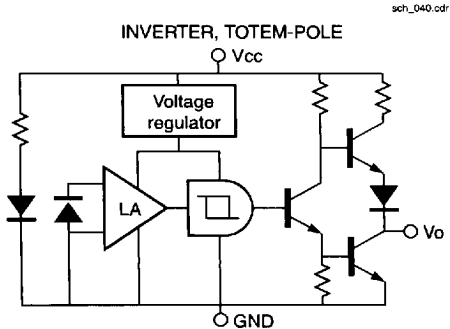 sch_040.cdr
INVERTER, TOTEM-POLE
Vcc
Voltage
regulator
LA
Vo
GND